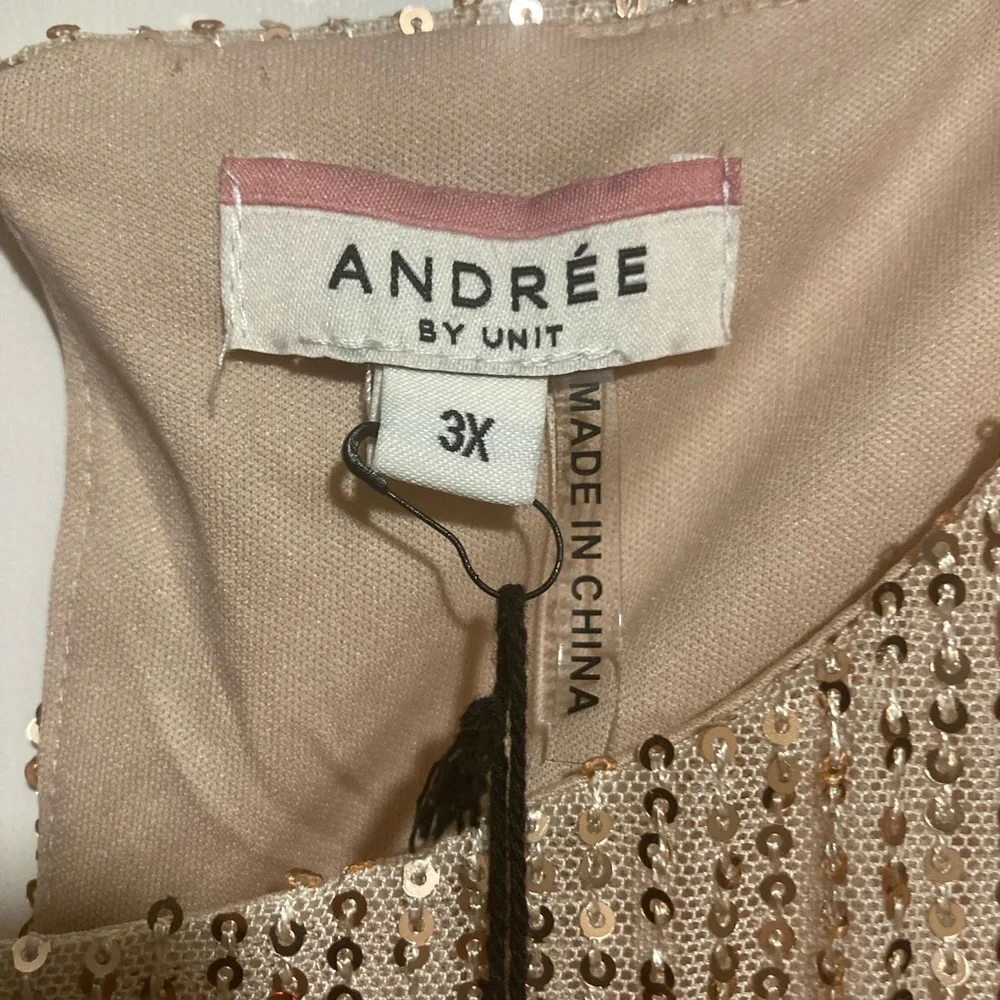 ANDRÉE
BY UNIT
3X
MADE IN CHINA